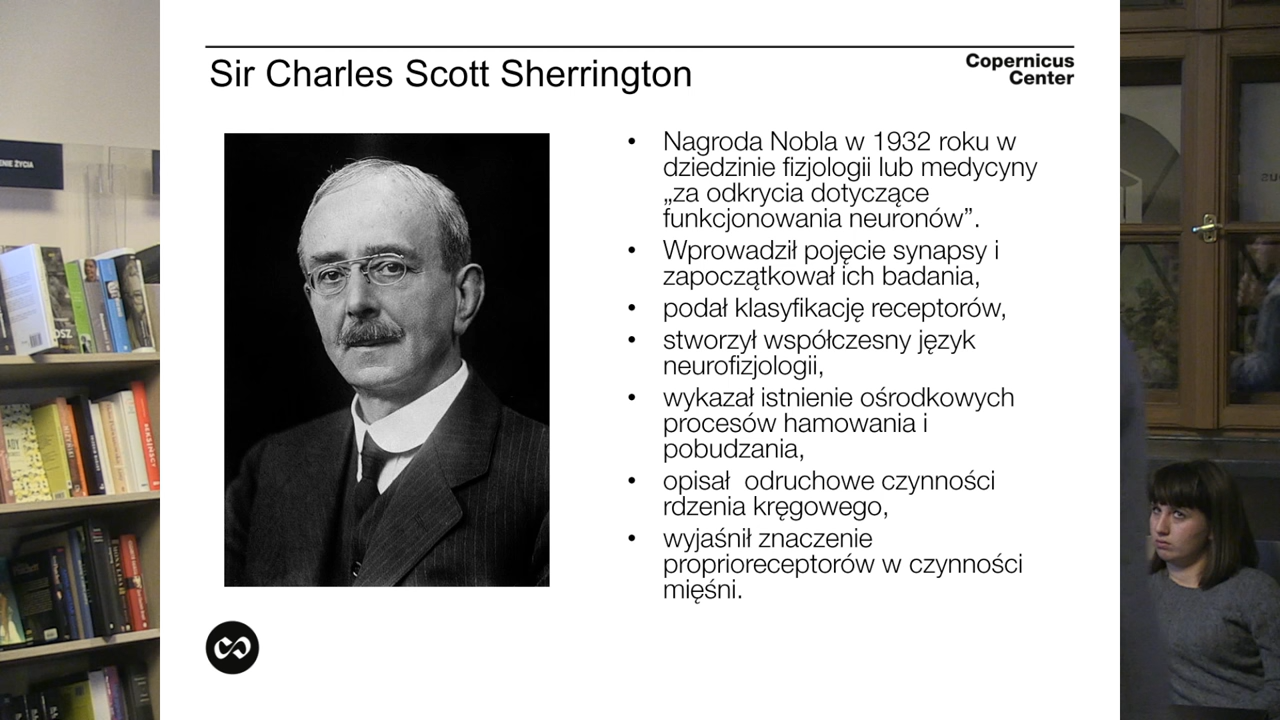 Sir Charles Scott Sherrington
Copernicus
Center
• Nagroda Nobla w 1932 roku w
dziedzinie fizjologii lub medycyny
„za odkrycia dotyczące
funkcjonowania neuronów”.
• Wprowadził pojęcie synapsy i
zapoczątkował ich badania,
• podał klasyfikację receptorów,
• stworzył współczesny język
neurofizjologii,
• wykazał istnienie ośrodkowych
procesów hamowania i
pobudzania,
• opisał  odruchowe czynności
rdzenia kręgowego,
• wyjaśnił znaczenie
proprioreceptorów w czynności
mięśni.
ENIE ŻYCIA